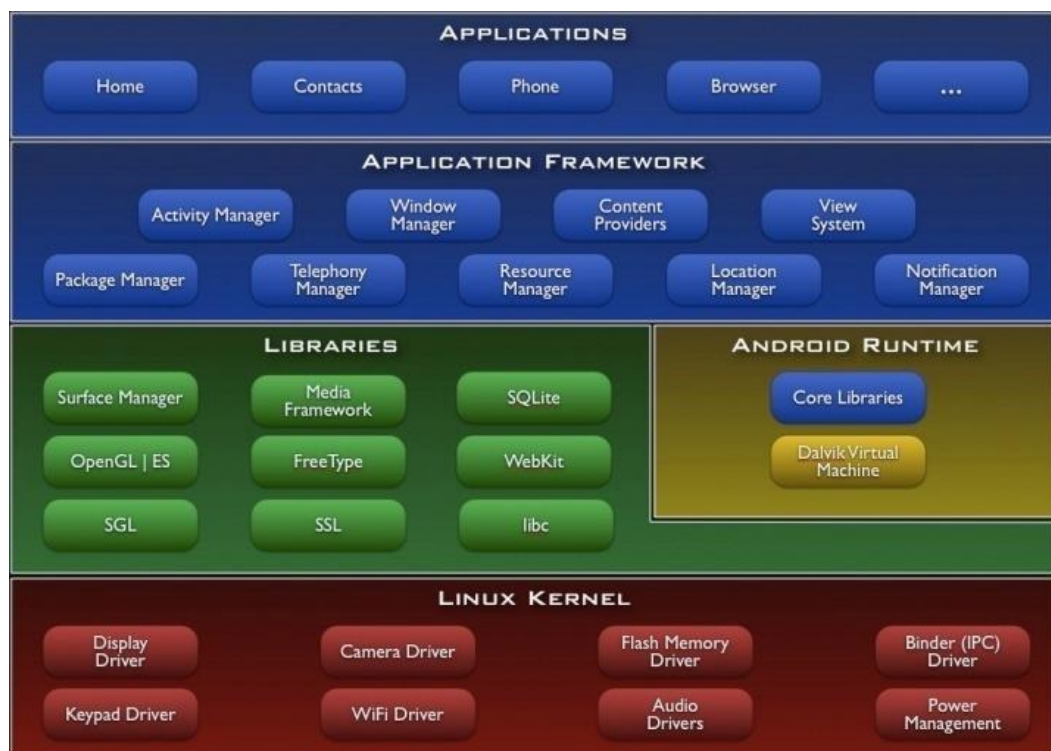 APPLICATIONS
Home
Contacts
Phone
Browser
...
APPLICATION FRAMEWORK
Activity Manager
Window
Manager
Content
Providers
View
System
Package Manager
Telephony
Manager
Resource
Manager
Location
Manager
Notification
Manager
LIBRARIES
Surface Manager
Media
Framework
SQLite
OpenGL | ES
FreeType
WebKit
SGL
SSL
libc
ANDROID RUNTIME
Core Libraries
Dalvik Virtual
Machine
LINUX KERNEL
Display
Driver
Camera Driver
Flash Memory
Driver
Binder (IPC)
Driver
Keypad Driver
WiFi Driver
Audio
Drivers
Power
Management